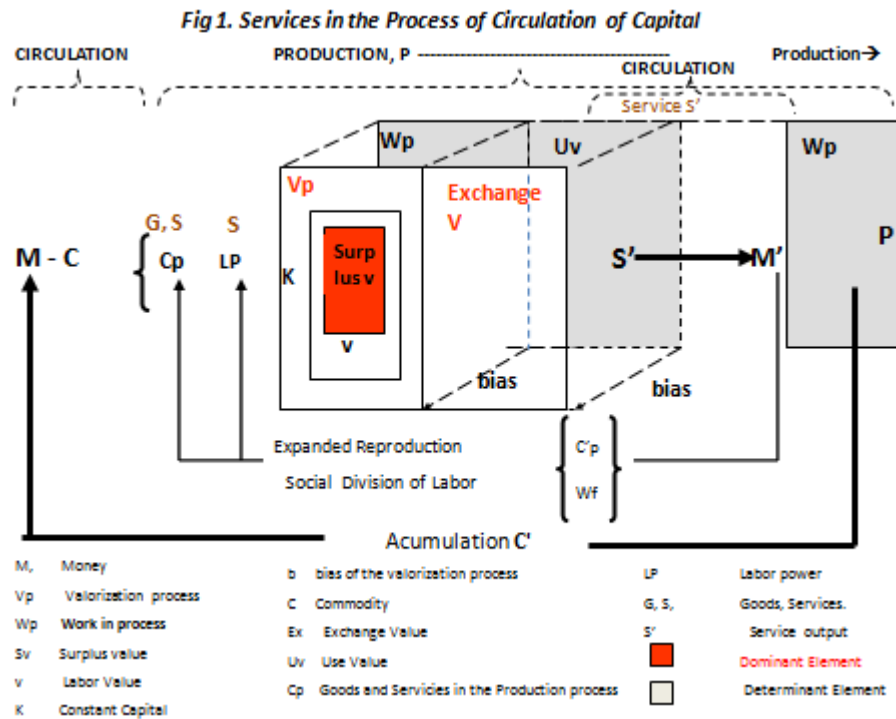 Fig 1. Services in the Process of Circulation of Capital
CIRCULATION PRODUCTION, P ---------------------------------------- Production→
CIRCULATION
Service S’
Wp Uv Wp
Vp Exchange
V
G, S S
M - C Cp LP K Surp
lus v S’ M’ P
v
bias bias
Expanded Reproduction C’p
Social Division of Labor Wf
Acumulation C'
M, Money
Vp Valorization process
Wp Work in process
Sv Surplus value
v Labor Value
K Constant Capital
b bias of the valorization process
C Commodity
Ex Exchange Value
Uv Use Value
Cp Goods and Servicies in the Production process
LP Labor power
G, S, Goods, Services.
S’ Service output
Dominant Element
Determinant Element